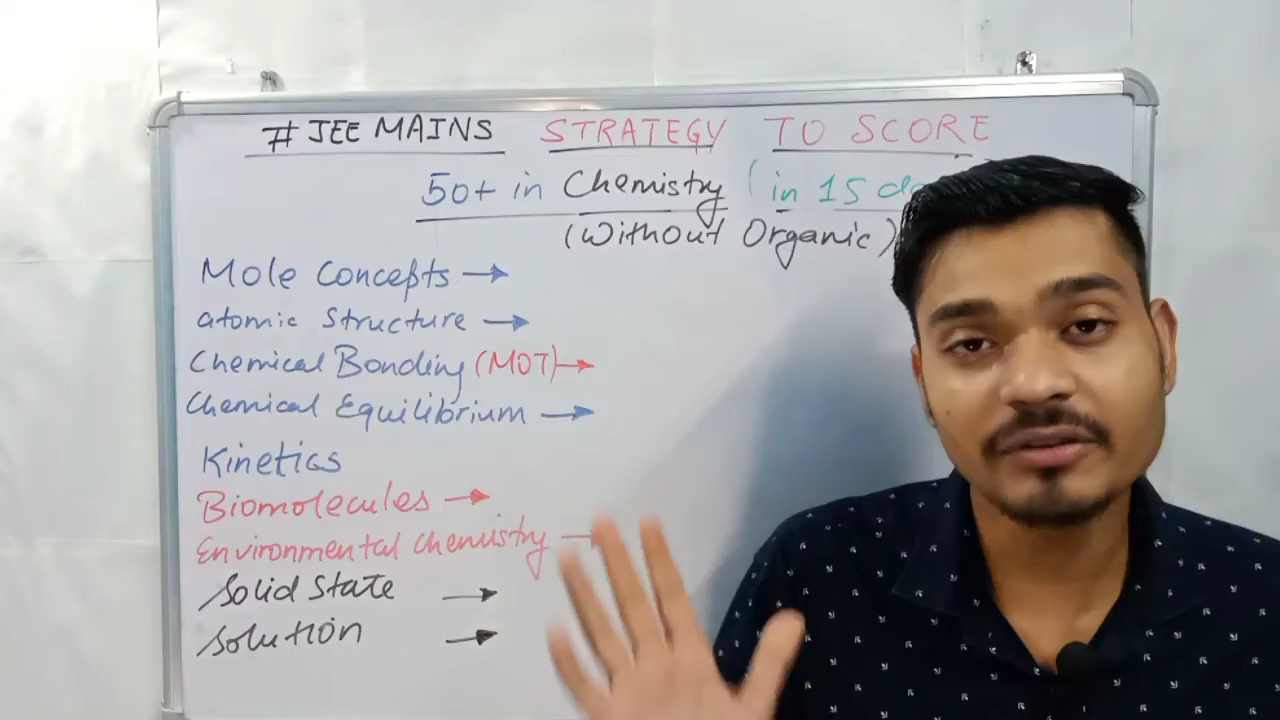 # JEE MAINS STRATEGY TO SCORE
50+ in Chemistry (in 15
(Without Organic)
Mole Concepts →
atomic Structure →
Chemical Bonding (MOT) →
Chemical Equilibrium →
Kinetics
Biomolecules →
Environmental Chemistry →
Solid State →
Solution →